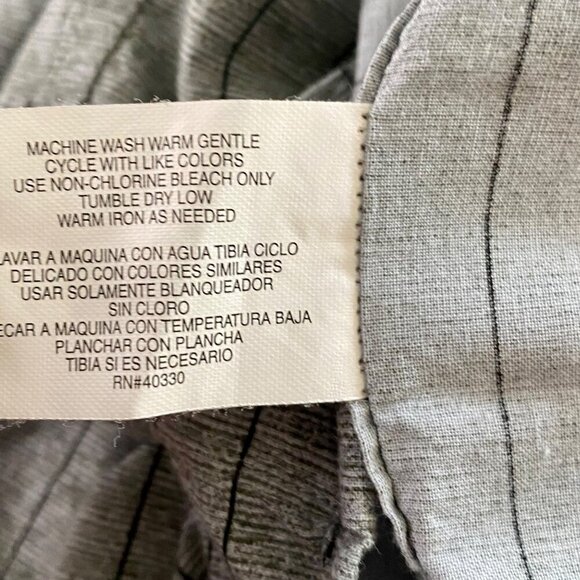 MACHINE WASH WARM GENTLE
CYCLE WITH LIKE COLORS
USE NON-CHLORINE BLEACH ONLY
TUMBLE DRY LOW
WARM IRON AS NEEDED
LAVAR A MAQUINA CON AGUA TIBIA CICLO
DELICADO CON COLORES SIMILARES
USAR SOLAMENTE BLANQUEADOR
SIN CLORO
ECAR A MAQUINA CON TEMPERATURA BAJA
PLANCHAR CON PLANCHA
TIBIA SI ES NECESARIO
RN#40330